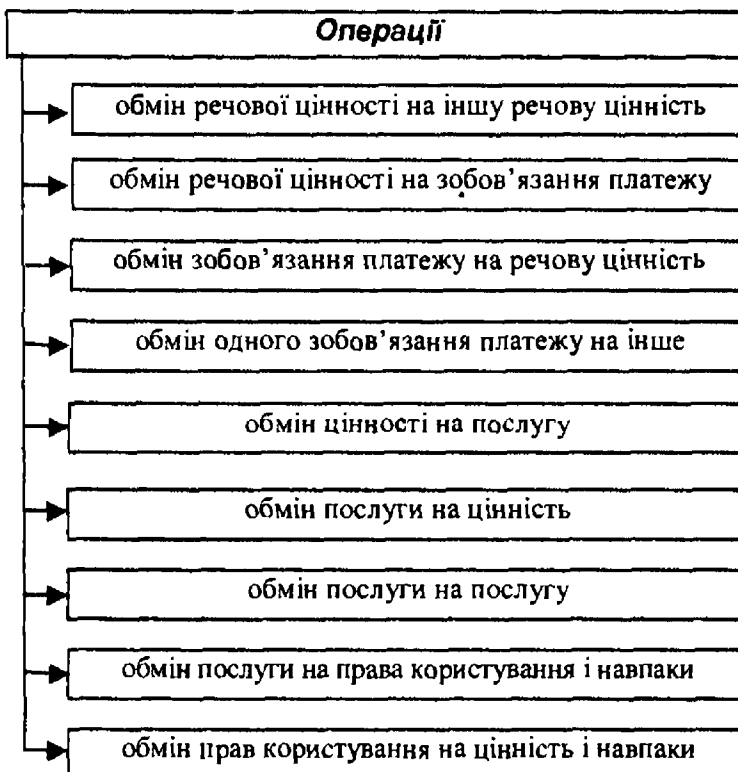 Операції
обмін речової цінності на іншу речову цінність
обмін речової цінності на зобов’язання платежу
обмін зобов’язання платежу на речову цінність
обмін одного зобов’язання платежу на інше
обмін цінності на послугу
обмін послуги на цінність
обмін послуги на послугу
обмін послуги на права користування і навпаки
обмін прав користування на цінність і навпаки